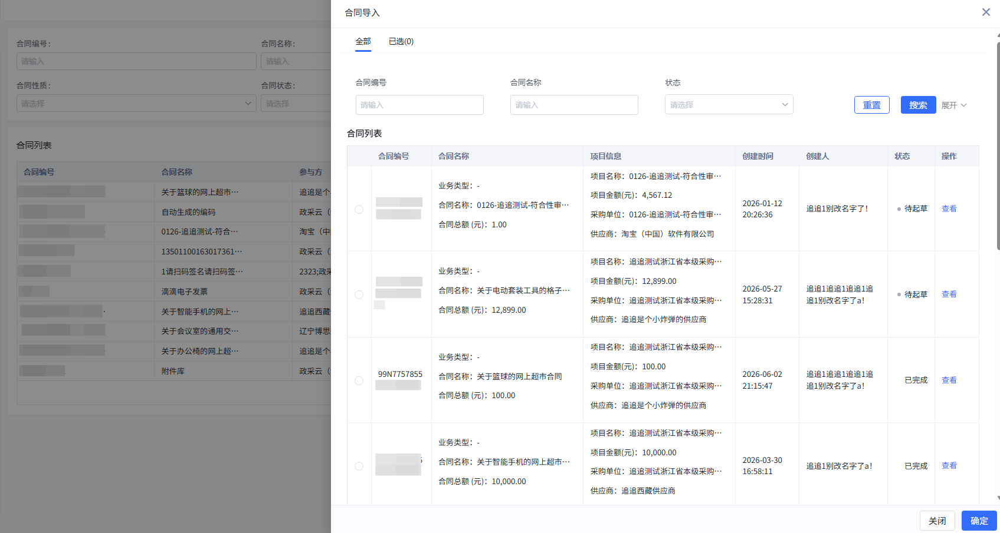 合同编号：
请输入
合同名称：
请输入
合同性质：
请选择
合同状态：
请选择
合同列表
合同编号 合同名称 参与方
关于篮球的网上超市··· 追追是个
自动生成的编码 政采云（
0126-追追测试-符合··· 淘宝（中
13501100163017361··· 政采云（
1请扫码签名请扫码签··· 2323;政采
滴滴电子发票 政采云（
关于智能手机的网上··· 追追西藏
关于会议室的通用交··· 辽宁博思
关于办公椅的网上超··· 追追是个
附件库 政采云（
合同导入
全部 已选(0)
合同编号 合同名称 状态
请输入 请输入 请选择 重置 搜索 展开
合同列表
合同编号 合同名称 项目信息 创建时间 创建人 状态 操作
业务类型：-
合同名称：0126-追追测试-符合性审···
合同总额 (元)：1.00
项目名称：0126-追追测试-符合性审···
项目金额(元)：4,567.12
采购单位：0126-追追测试-符合性审···
供应商：淘宝（中国）软件有限公司
2026-01-12
20:26:36
追追1别改名字了!
待起草
查看
业务类型：-
合同名称：关于电动套装工具的格子···
合同总额 (元)：12,899.00
项目名称：追追测试浙江省本级采购···
项目金额(元)：12,899.00
采购单位：追追测试浙江省本级采购···
供应商：追追是个小炸弹的供应商
2026-05-27
15:28:31
追追1追追1追追1追
追1别改名字了a!
待起草
查看
99N7757855
业务类型：-
合同名称：关于篮球的网上超市合同
合同总额 (元)：100.00
项目名称：追追测试浙江省本级采购···
项目金额(元)：100.00
采购单位：追追测试浙江省本级采购···
供应商：追追是个小炸弹的供应商
2026-06-02
21:15:47
追追1追追1追追1追
追1别改名字了a!
已完成
查看
业务类型：-
合同名称：关于智能手机的网上超市···
合同总额 (元)：10,000.00
项目名称：追追测试浙江省本级采购···
项目金额(元)：10,000.00
采购单位：追追测试浙江省本级采购···
供应商：追追西藏供应商
2026-03-30
16:58:11
追追1别改名字了a!
已完成
查看
关闭 确定